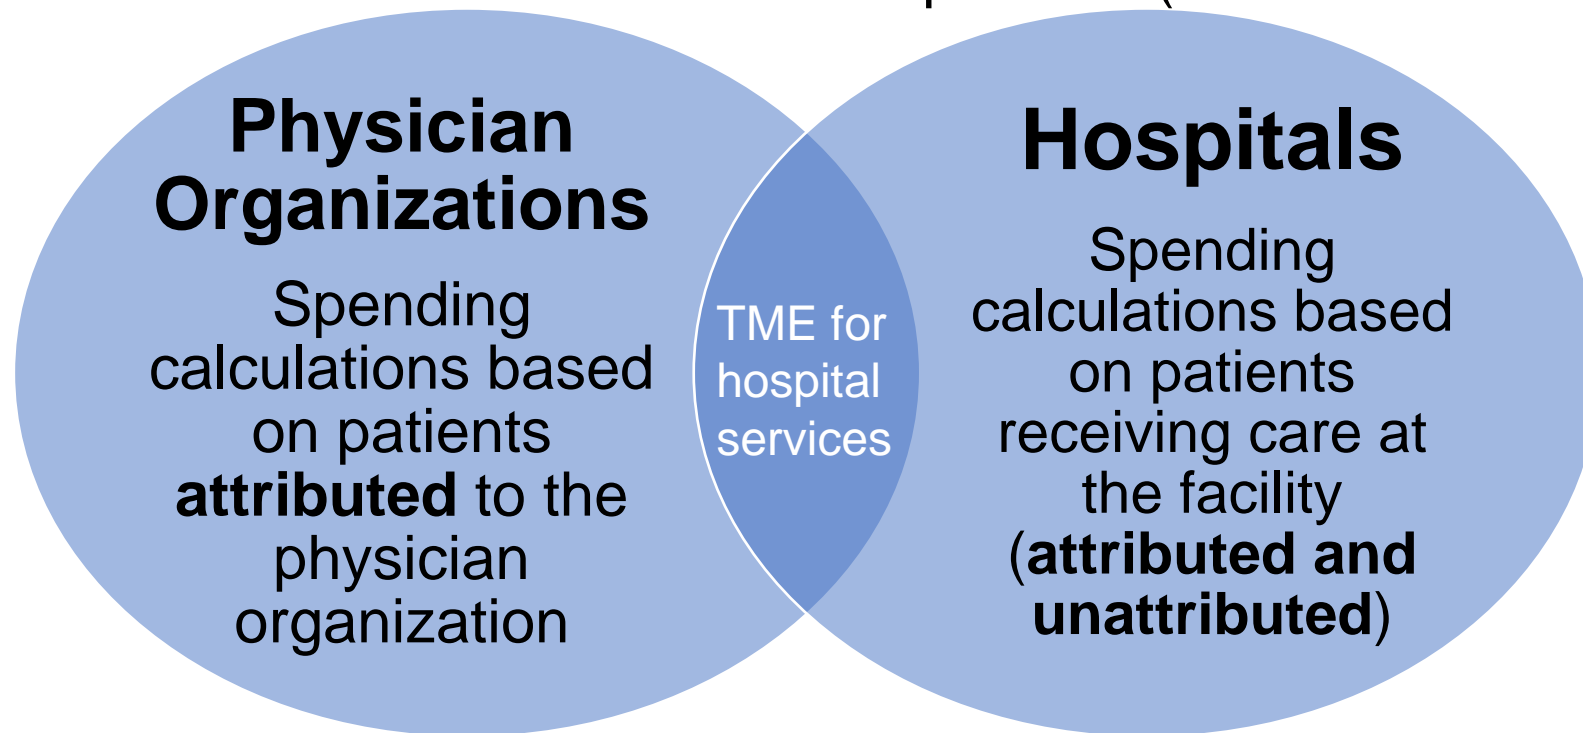 Physician
Organizations
Spending
calculations based
on patients
attributed to the
physician
organization
TME for
hospital
services
Hospitals
Spending
calculations based
on patients
receiving care at
the facility
(attributed and
unattributed)